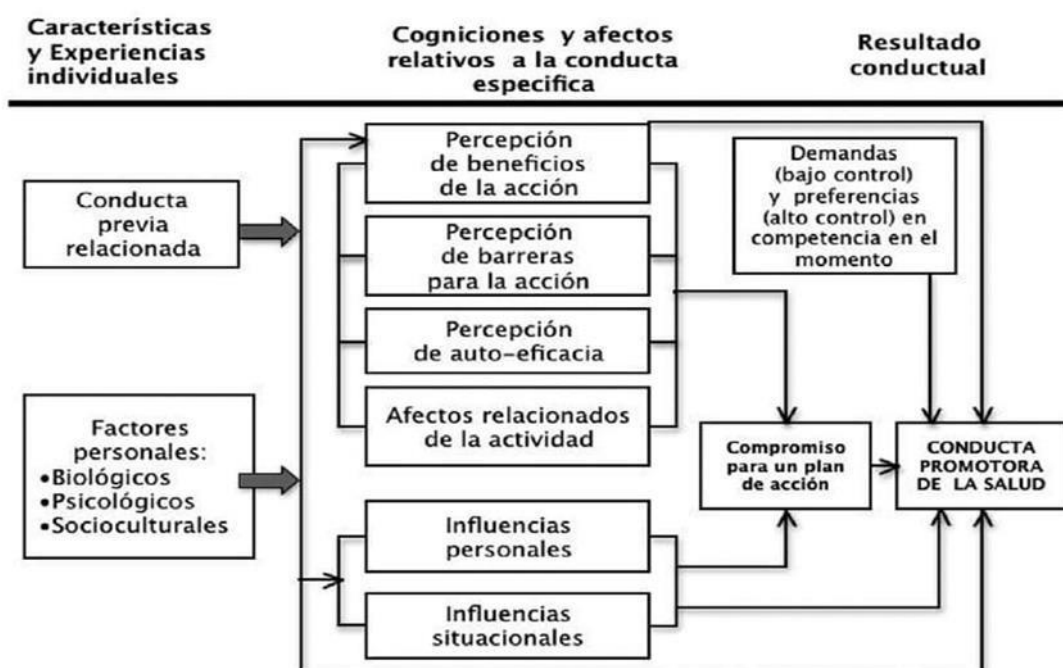 Características
y Experiencias
individuales
Cogniciones y afectos
relativos a la conducta
especifica
Resultado
conductual
Conducta
previa
relacionada
Factores
personales:
•Biológicos
•Psicológicos
•Socioculturales
Percepción
de beneficios
de la acción
Percepción
de barreras
para la acción
Percepción
de auto-eficacia
Afectos relacionados
de la actividad
Influencias
personales
Influencias
situacionales
Demandas
(bajo control)
y preferencias
(alto control) en
competencia en el
momento
Compromiso
para un plan
de acción
CONDUCTA
PROMOTORA
DE LA SALUD